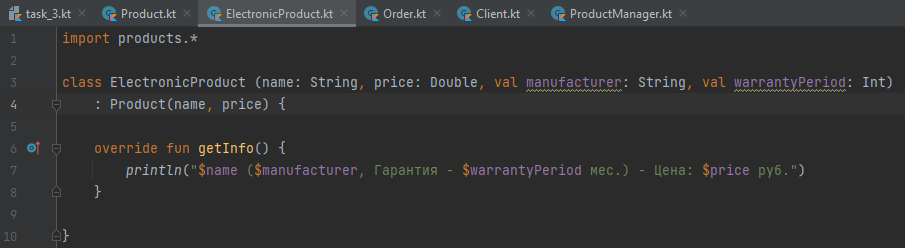 task_3.kt Product.kt ElectronicProduct.kt Order.kt Client.kt ProductManager.kt
1 import products.*
2
3 class ElectronicProduct (name: String, price: Double, val manufacturer: String, val warrantyPeriod: Int)
4 : Product(name, price) {
5
6 override fun getInfo() {
7 println("$name ($manufacturer, Гарантия - $warrantyPeriod мес.) - Цена: $price руб.")
8 }
9
10 }